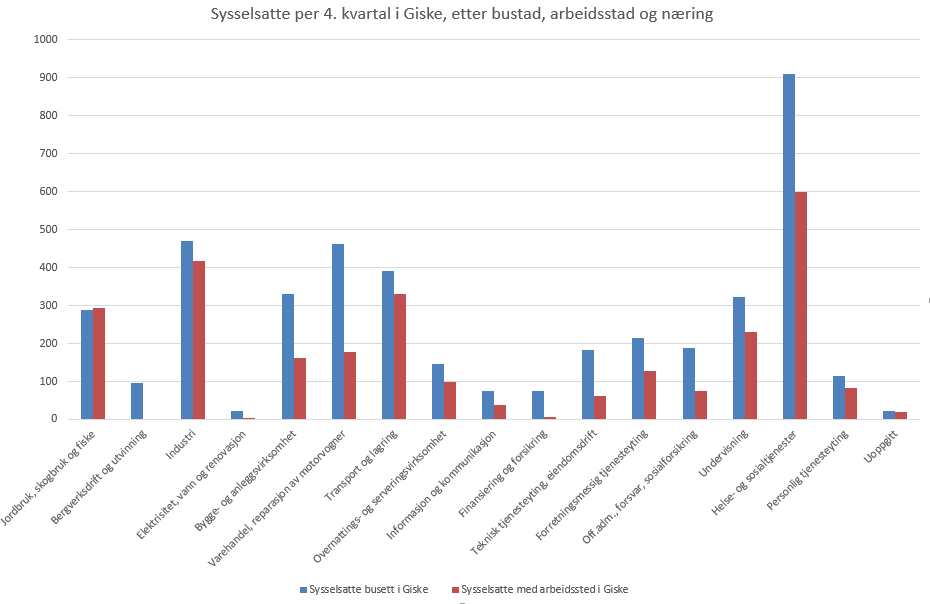 Sysselsatte per 4. kvartal i Giske, etter bustad, arbeidsstad og næring
1000
900
800
700
600
500
400
300
200
100
0
Jordbruk, skogbruk og fiske
Bergverksdrift og utvinning
Industri
Elektrisitet, vann og renovasjon
Bygge- og anleggsvirksomhet
Varehandel, reparasjon av motorvogner
Transport og lagring
Overnattings- og serveringsvirksomhet
Informasjon og kommunikasjon
Finansiering og forsikring
Teknisk tjenesteyting, eiendomsdrift
Forretningsmessig tjenesteyting
Off.adm., forsvar, sosialforsikring
Undervisning
Helse- og sosialtjenester
Personlig tjenesteyting
Uoppgitt
Sysselsatte busett i Giske
Sysselsatte med arbeidssted i Giske